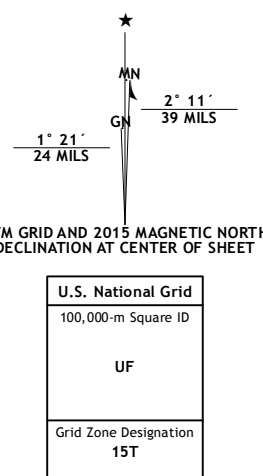 ★
MN
GN
2° 11´
39 MILS
1° 21´
24 MILS
TM GRID AND 2015 MAGNETIC NORTH
DECLINATION AT CENTER OF SHEET
U.S. National Grid
100,000-m Square ID
UF
Grid Zone Designation
15T